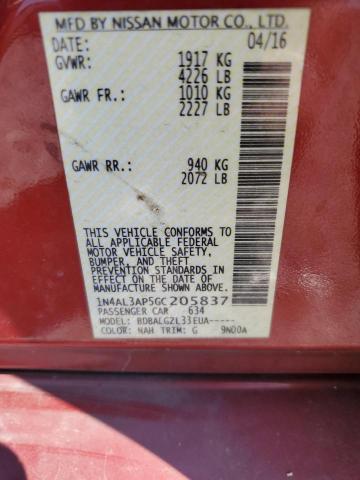 MFD BY NISSAN MOTOR CO., LTD.
DATE: 04/16
GVWR: 1917 KG
4226 LB
GAWR FR.: 1010 KG
2227 LB
GAWR RR.: 940 KG
2072 LB
THIS VEHICLE CONFORMS TO
ALL APPLICABLE FEDERAL
MOTOR VEHICLE SAFETY,
BUMPER, AND THEFT
PREVENTION STANDARDS IN
EFFECT ON THE DATE OF
MANUFACTURE SHOWN ABOVE.
1N4AL3AP5GC205837
PASSENGER CAR 634
MODEL: BDBALGZL33EUA-----
COLOR: NAH TRIM: G 9N00A